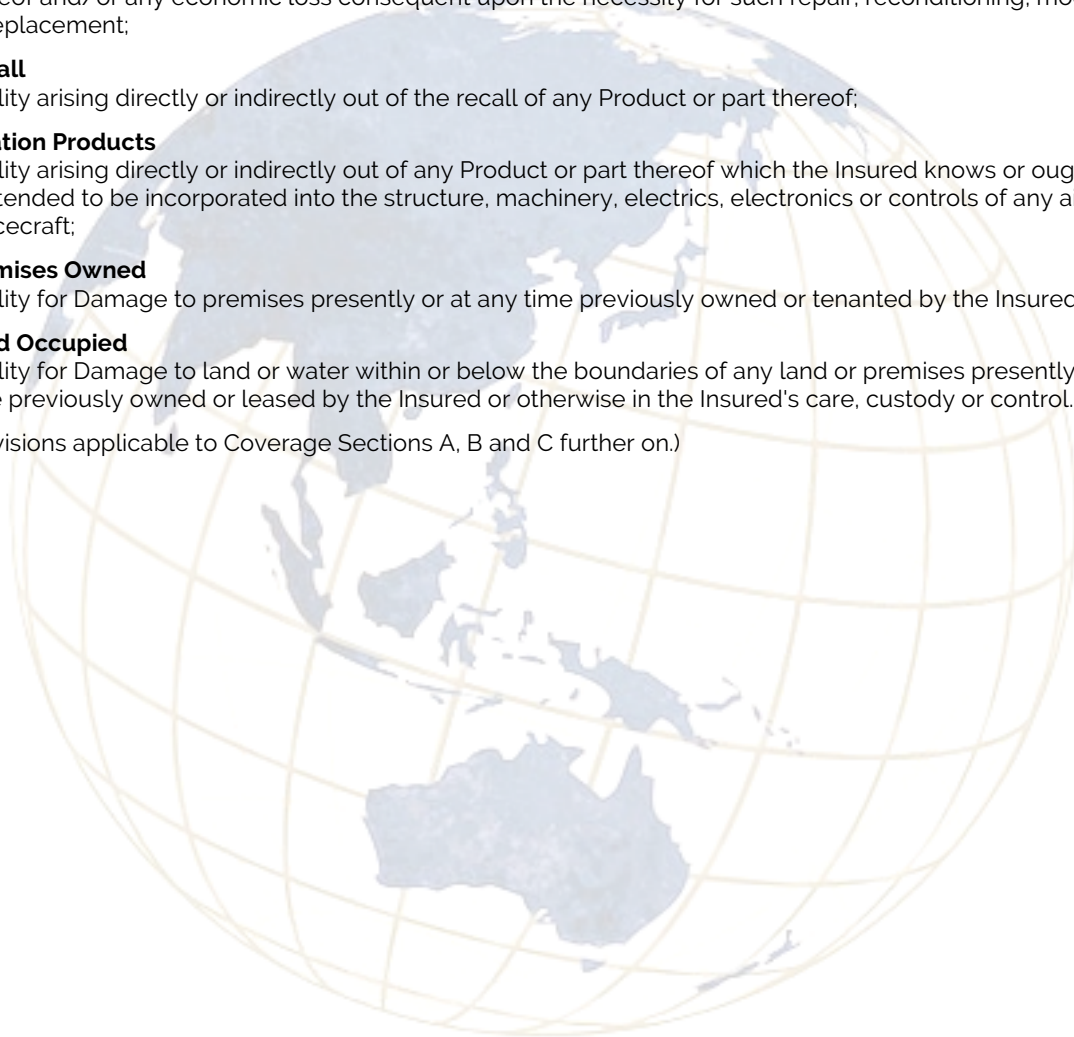 eof and/or any economic loss consequent upon the necessity for such repair, reconditioning, mo
eplacement;
all
lity arising directly or indirectly out of the recall of any Product or part thereof;
ation Products
lity arising directly or indirectly out of any Product or part thereof which the Insured knows or oug
tended to be incorporated into the structure, machinery, electrics, electronics or controls of any a
cecraft;
mises Owned
lity for Damage to premises presently or at any time previously owned or tenanted by the Insured
d Occupied
lity for Damage to land or water within or below the boundaries of any land or premises presently
e previously owned or leased by the Insured or otherwise in the Insured's care, custody or control.
visions applicable to Coverage Sections A, B and C further on.)